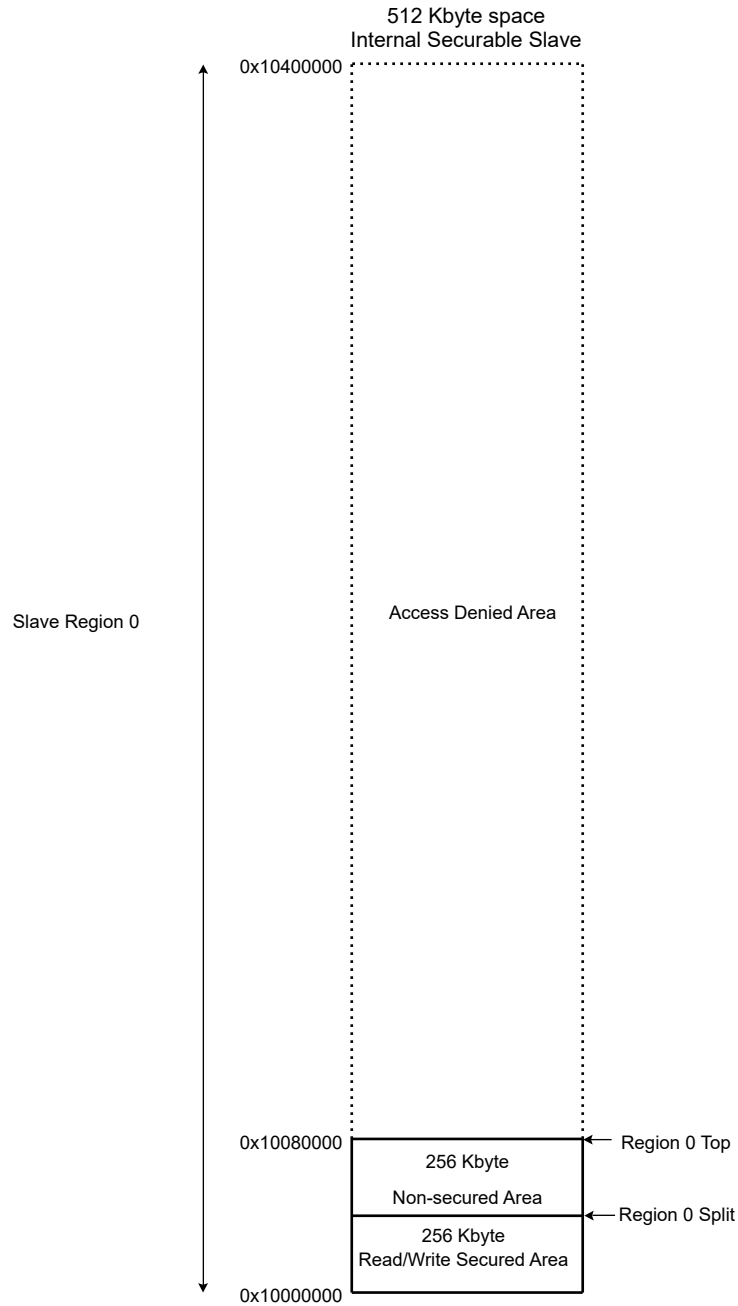 512 Kbyte space
Internal Securable Slave
0x10400000
Access Denied Area
Slave Region 0
0x10080000
Region 0 Top
256 Kbyte
Non-secured Area
Region 0 Split
256 Kbyte
Read/Write Secured Area
0x10000000